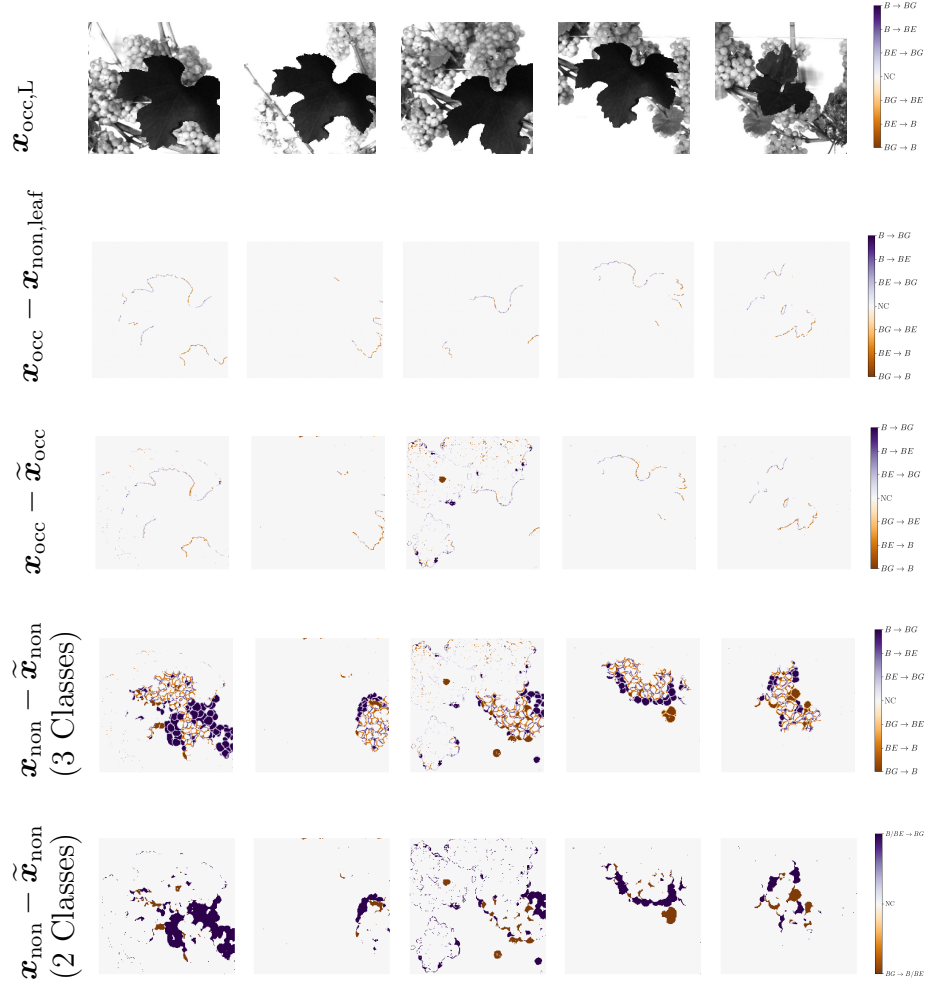 x_occ,L
B → BG
B → BE
BE → BG
NC
BG → BE
BE → B
BG → B
x_occ − x_non,leaf
B → BG
B → BE
BE → BG
NC
BG → BE
BE → B
BG → B
x_occ − x̃_occ
B → BG
B → BE
BE → BG
NC
BG → BE
BE → B
BG → B
x_non − x̃_non
(3 Classes)
B → BG
B → BE
BE → BG
NC
BG → BE
BE → B
BG → B
x_non − x̃_non
(2 Classes)
B/BE → BG
NC
BG → B/BE